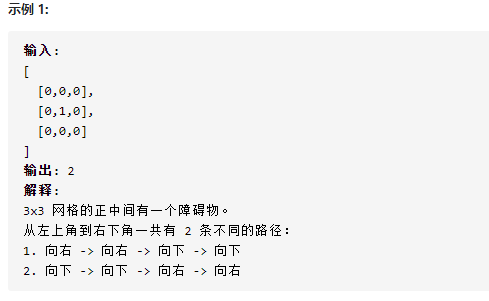 示例 1:
输入:
[
  [0,0,0],
  [0,1,0],
  [0,0,0]
]
输出: 2
解释:
3x3 网格的正中间有一个障碍物。
从左上角到右下角一共有 2 条不同的路径:
1. 向右 -> 向右 -> 向下 -> 向下
2. 向下 -> 向下 -> 向右 -> 向右